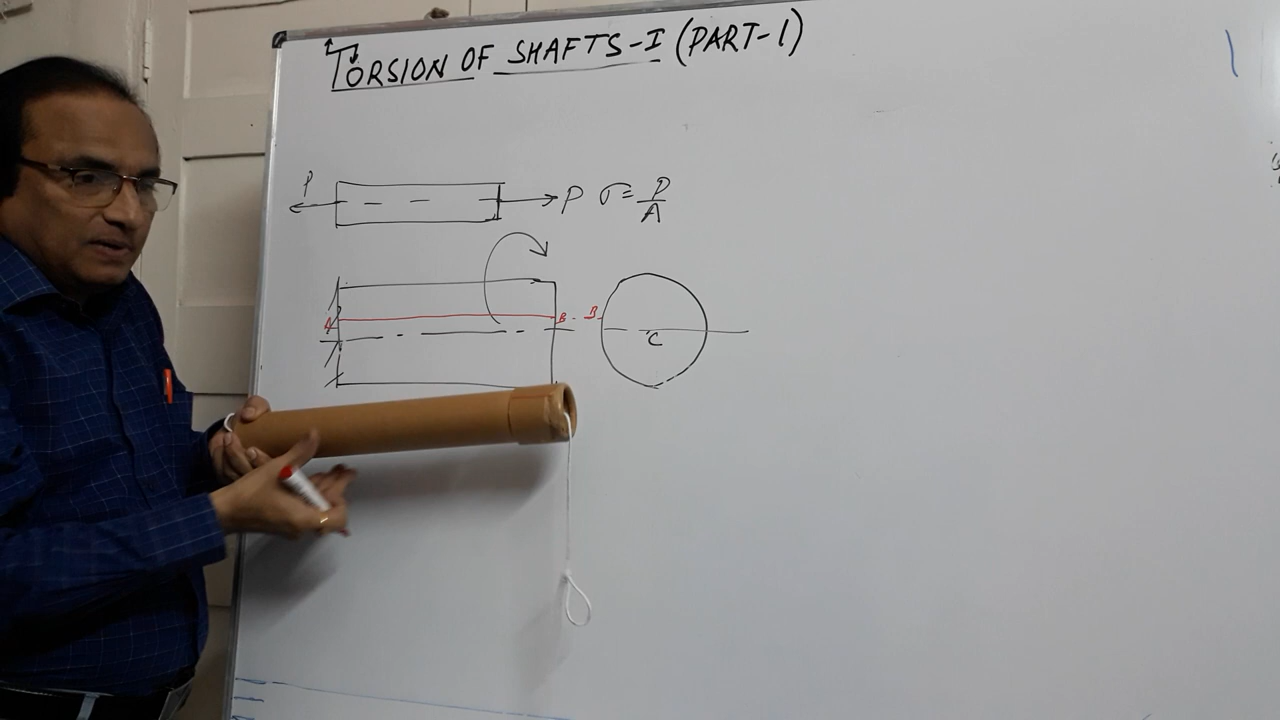 TORSION OF SHAFTS-I (PART-1)
P P σ = P/A
A B B
C